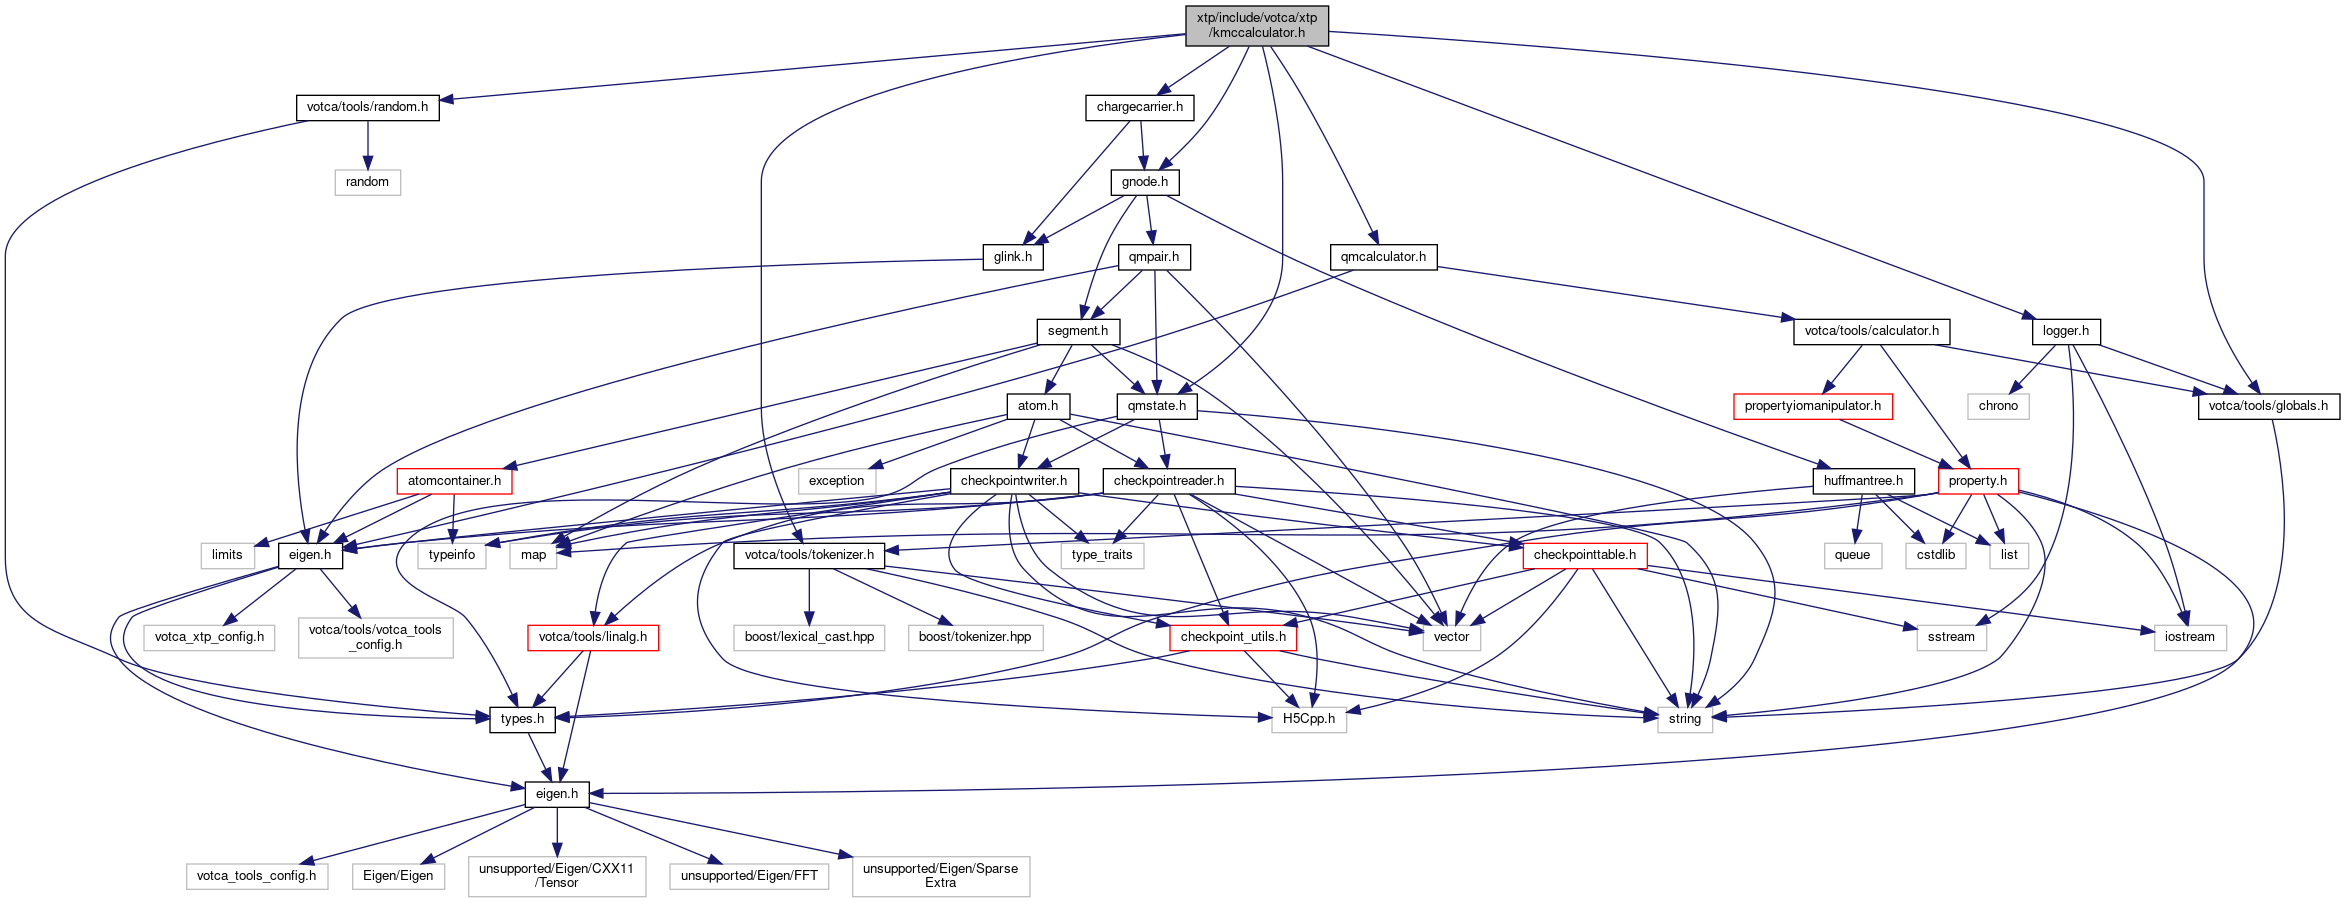 xtp/include/votca/xtp
/kmccalculator.h
votca/tools/random.h
chargecarrier.h
random
gnode.h
glink.h
qmpair.h
qmcalculator.h
segment.h
votca/tools/calculator.h
logger.h
atom.h
qmstate.h
propertyiomanipulator.h
chrono
votca/tools/globals.h
atomcontainer.h
exception
checkpointwriter.h
checkpointreader.h
huffmantree.h
property.h
limits
eigen.h
typeinfo
map
votca/tools/tokenizer.h
type_traits
checkpointtable.h
queue
cstdlib
list
votca_xtp_config.h
votca/tools/votca_tools
_config.h
votca/tools/linalg.h
boost/lexical_cast.hpp
boost/tokenizer.hpp
checkpoint_utils.h
vector
sstream
iostream
types.h
H5Cpp.h
string
eigen.h
votca_tools_config.h
Eigen/Eigen
unsupported/Eigen/CXX11
/Tensor
unsupported/Eigen/FFT
unsupported/Eigen/Sparse
Extra